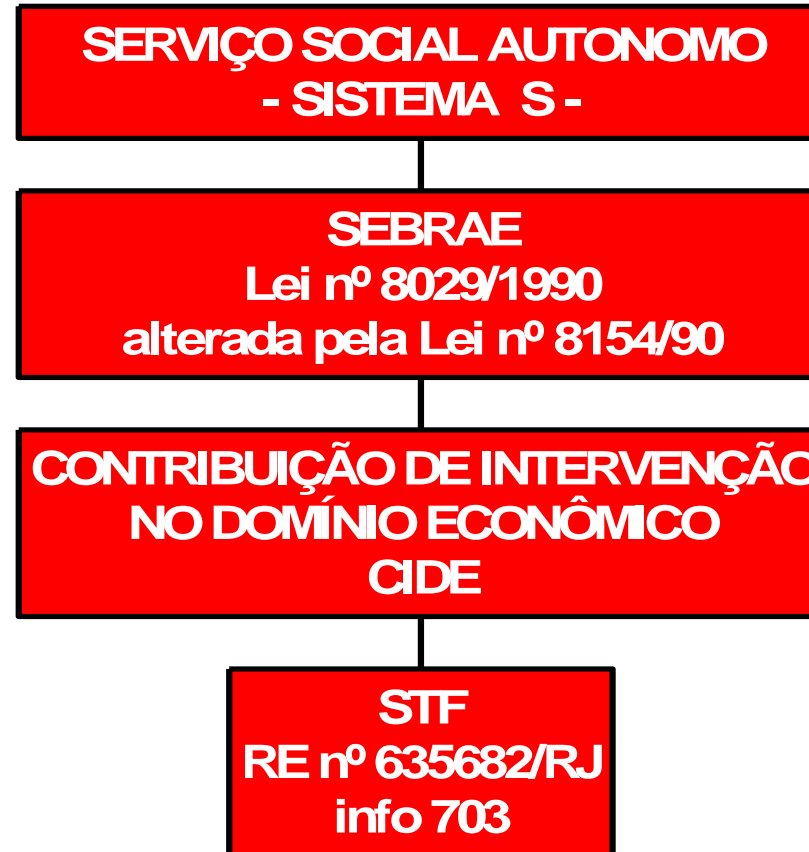 SERVIÇO SOCIAL AUTONOMO
- SISTEMA S -
SEBRAE
Lei nº 8029/1990
alterada pela Lei nº 8154/90
CONTRIBUIÇÃO DE INTERVENÇÃO
NO DOMÍNIO ECONÔMICO
CIDE
STF
RE nº 635682/RJ
info 703